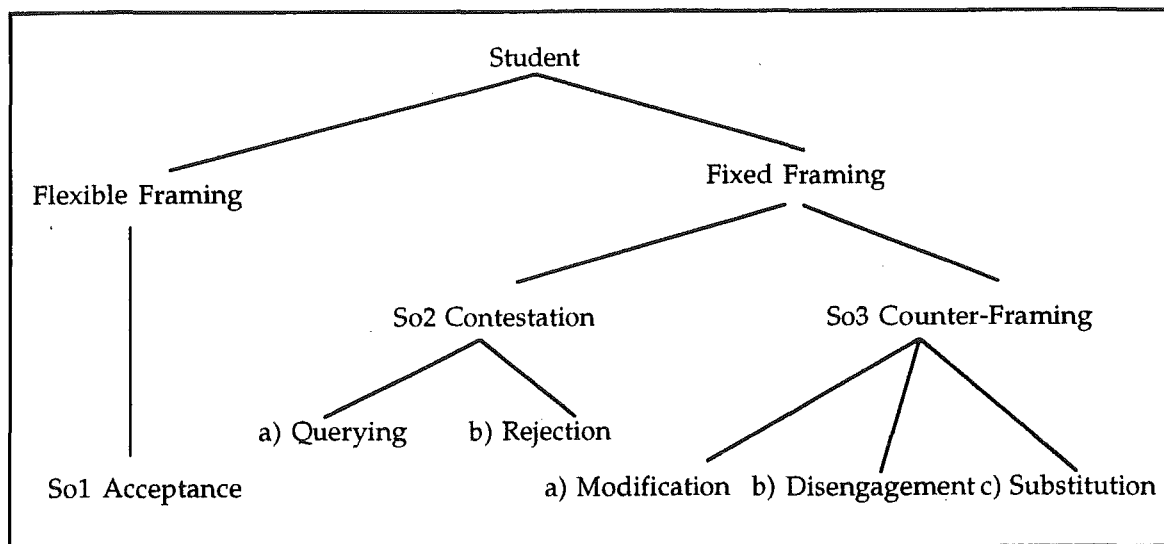 Student
Flexible Framing
Fixed Framing
So2 Contestation
So3 Counter-Framing
a) Querying
b) Rejection
So1 Acceptance
a) Modification
b) Disengagement
c) Substitution